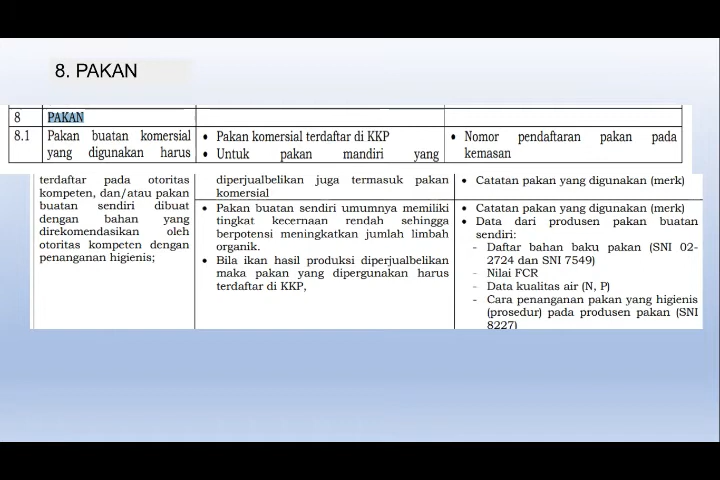 8. PAKAN
8 PAKAN
8.1 Pakan buatan komersial
yang digunakan harus
• Pakan komersial terdaftar di KKP
• Untuk pakan mandiri yang
• Nomor pendaftaran pakan pada
kemasan
terdaftar pada otoritas
kompeten, dan/atau pakan
buatan sendiri dibuat
dengan bahan yang
direkomendasikan oleh
otoritas kompeten dengan
penanganan higienis;
diperjualbelikan juga termasuk pakan
komersial
• Catatan pakan yang digunakan (merk)
• Pakan buatan sendiri umumnya memiliki
tingkat kecernaan rendah sehingga
berpotensi meningkatkan jumlah limbah
organik.
• Bila ikan hasil produksi diperjualbelikan
maka pakan yang dipergunakan harus
terdaftar di KKP,
• Catatan pakan yang digunakan (merk)
• Data dari produsen pakan buatan
sendiri:
- Daftar bahan baku pakan (SNI 02-
2724 dan SNI 7549)
- Nilai FCR
- Data kualitas air (N, P)
- Cara penanganan pakan yang higienis
(prosedur) pada produsen pakan (SNI
8227)